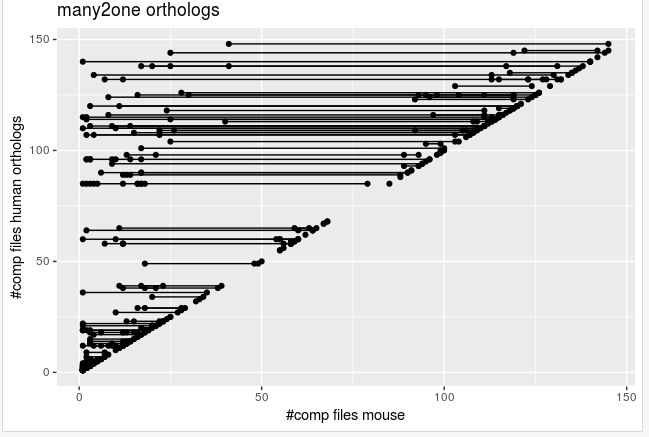 many2one orthologs
#comp files human orthologs
150
100
50
0
0 50 100 150
#comp files mouse